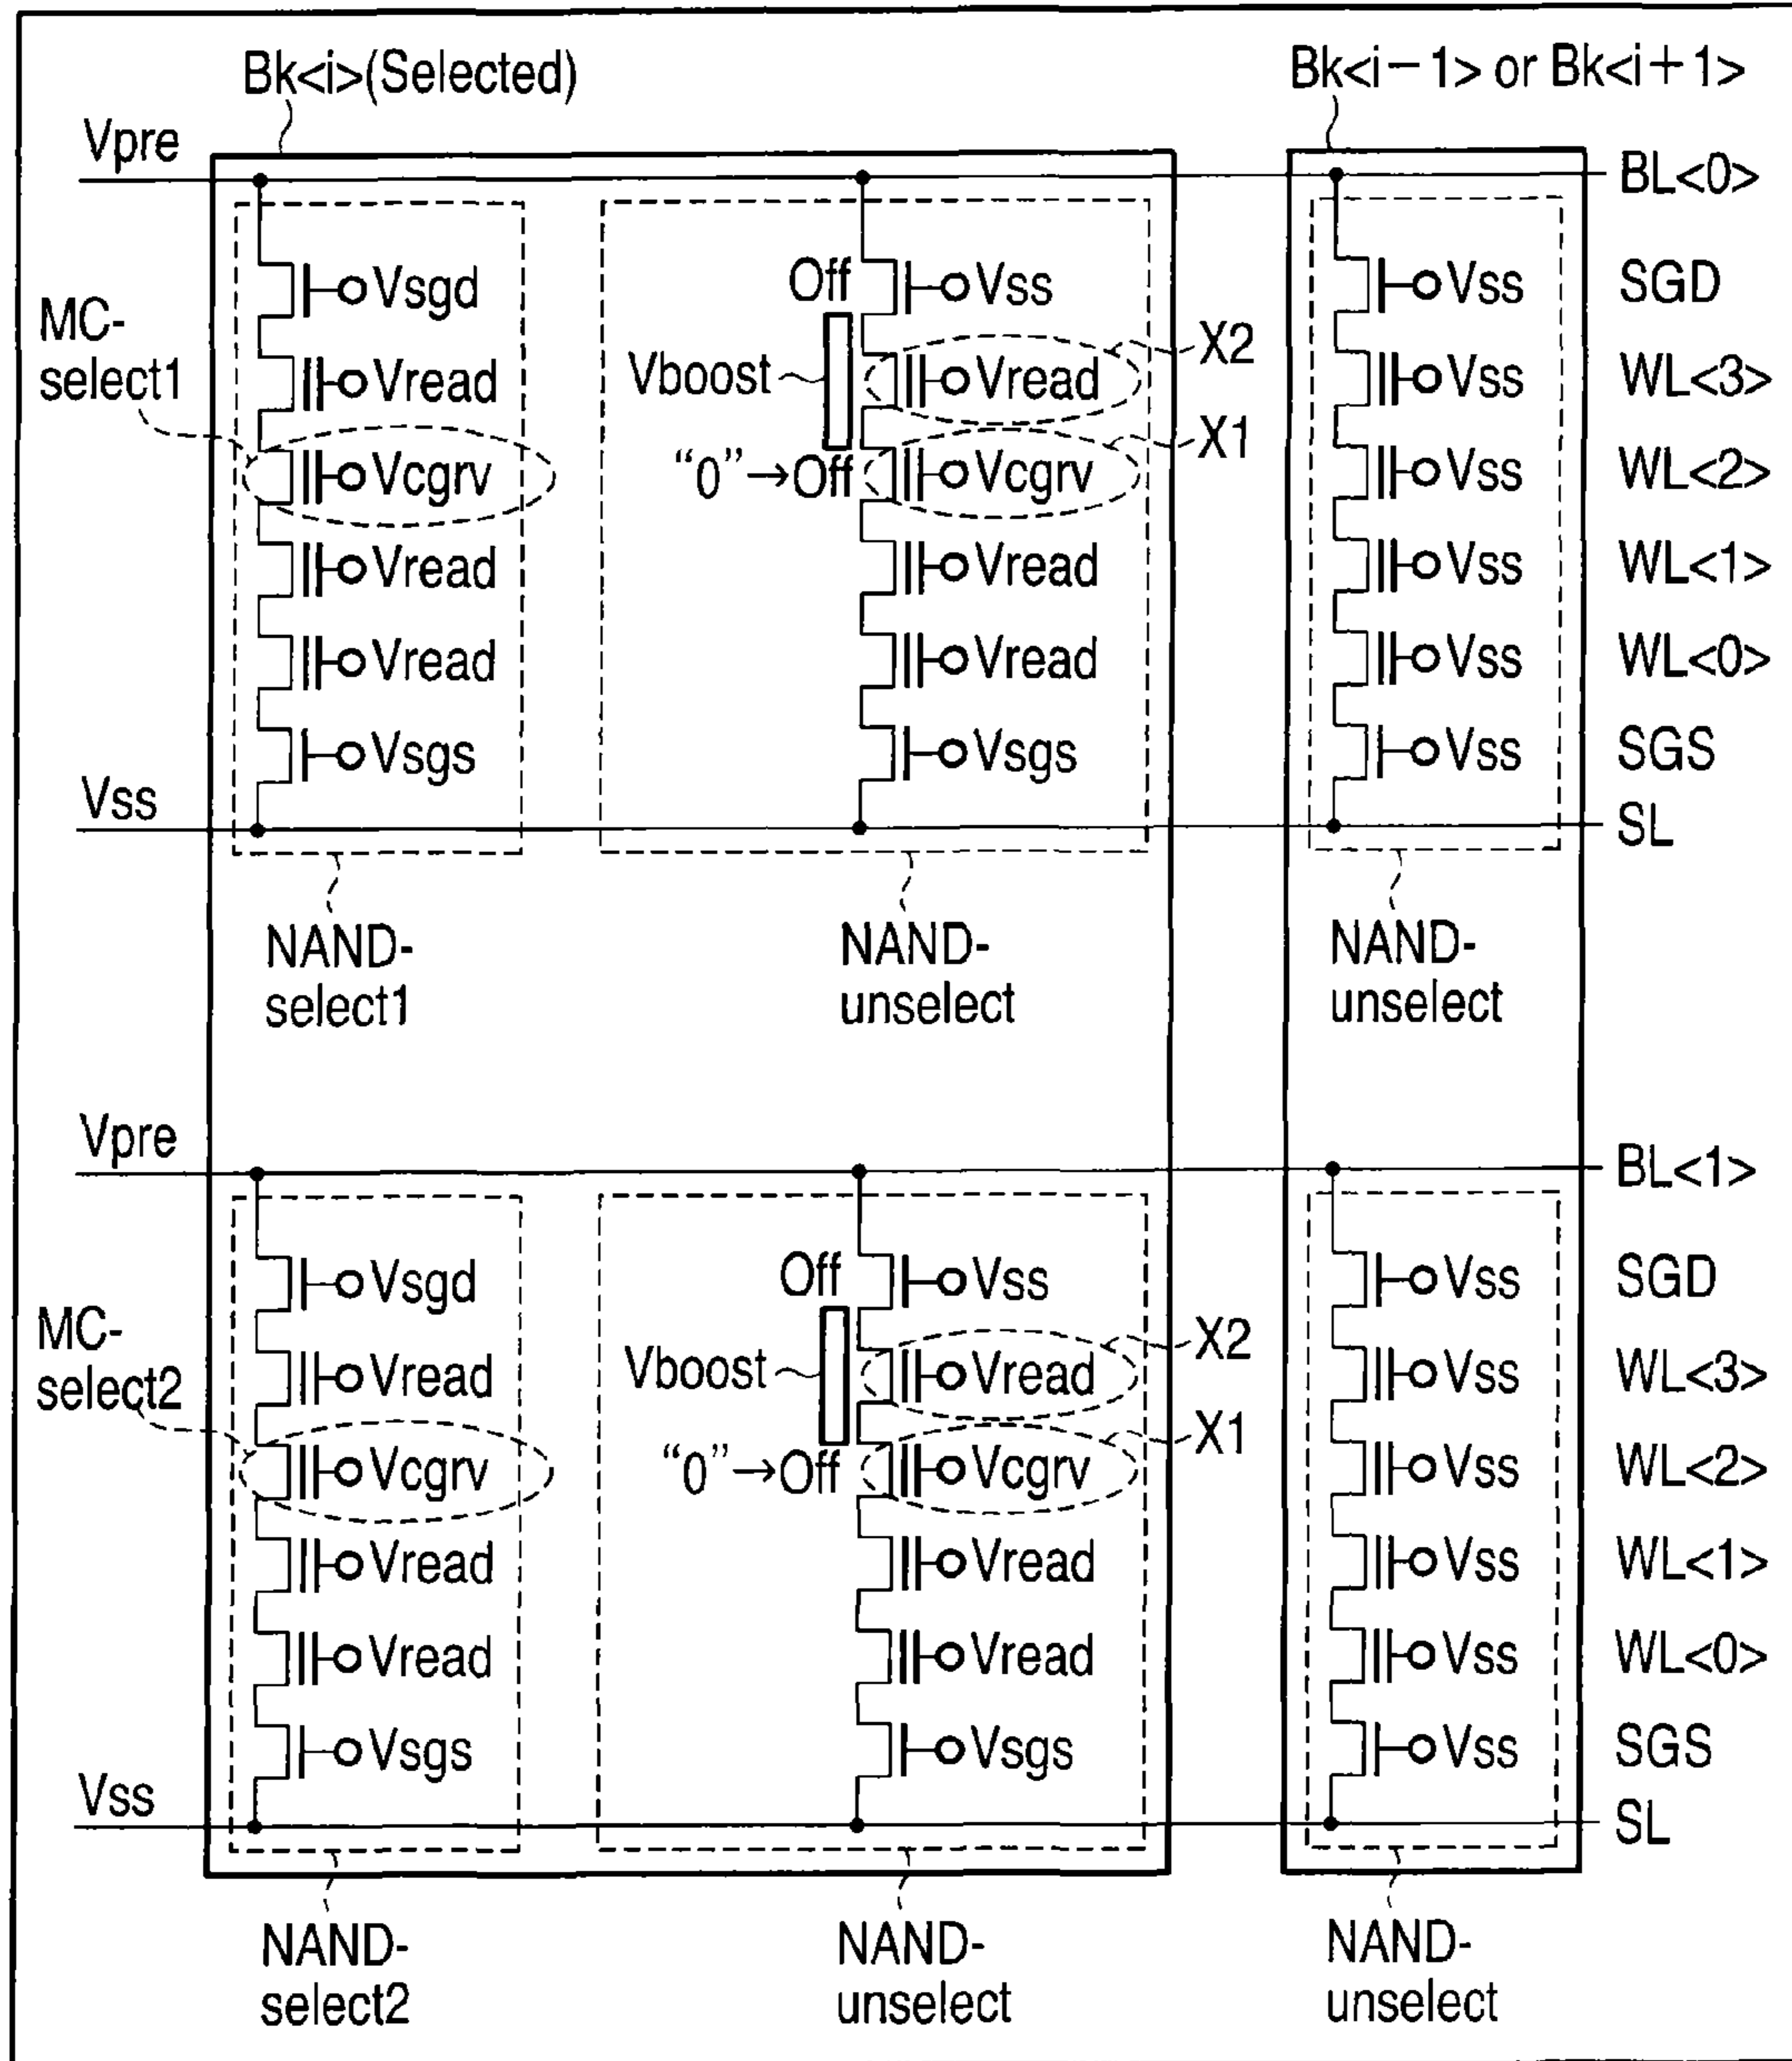 Bk<i>(Selected)
Bk<i−1> or Bk<i+1>
Vpre
BL<0>
Vsgd
Off
Vss
Vss
SGD
MC-
select1
Vread
Vboost
Vread
X2
Vss
WL<3>
Vcgrv
"0"→Off
Vcgrv
X1
Vss
WL<2>
Vread
Vread
Vss
WL<1>
Vread
Vread
Vss
WL<0>
Vsgs
Vsgs
Vss
SGS
Vss
SL
NAND-
select1
NAND-
unselect
NAND-
unselect
Vpre
BL<1>
Vsgd
Off
Vss
Vss
SGD
MC-
select2
Vread
Vboost
Vread
X2
Vss
WL<3>
Vcgrv
"0"→Off
Vcgrv
X1
Vss
WL<2>
Vread
Vread
Vss
WL<1>
Vread
Vread
Vss
WL<0>
Vsgs
Vsgs
Vss
SGS
Vss
SL
NAND-
select2
NAND-
unselect
NAND-
unselect